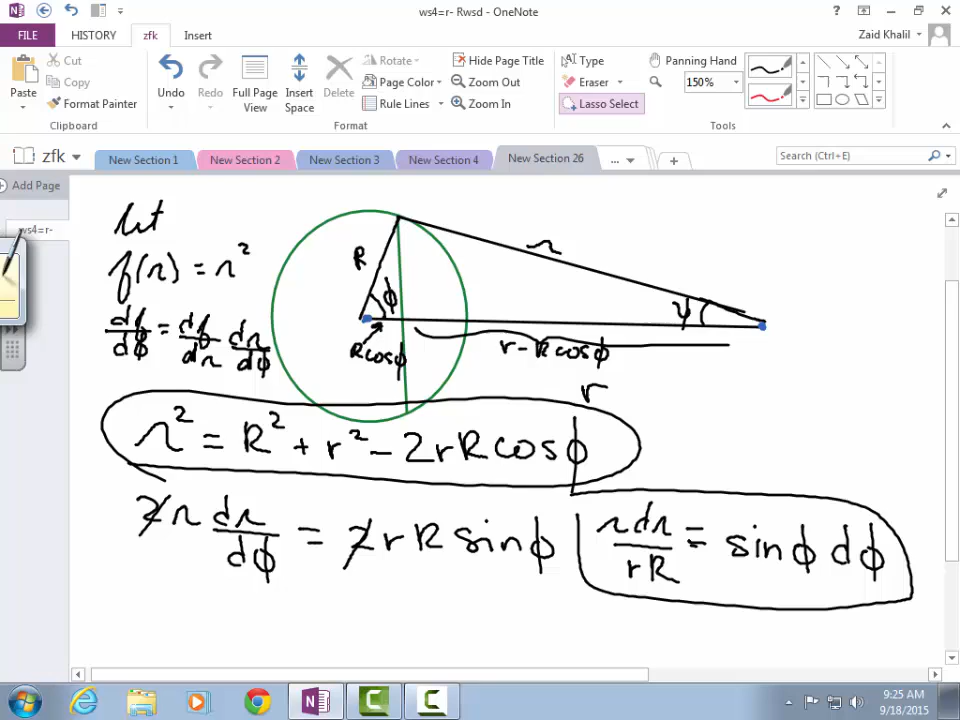 ws4=r- Rwsd - OneNote
FILE HISTORY zfk Insert Zaid Khalil
Paste Cut Copy Format Painter
Undo Redo Full Page View Insert Space Delete
Rotate Page Color Rule Lines
Hide Page Title Zoom Out Zoom In
Type Eraser Lasso Select
Panning Hand 150%
Clipboard Format Tools
zfk New Section 1 New Section 2 New Section 3 New Section 4 New Section 26 ... + Search (Ctrl+E)
Add Page
ws4=r-
let
f(r) = r²
df/dϕ = df/dr dr/dϕ
R ϕ r ψ
Rcosϕ r-Rcosϕ
r
r² = R² + r² - 2rRcosϕ
2r dr/dϕ = 2rR sinϕ
rdr/rR = sinϕ dϕ
9:25 AM
9/18/2015